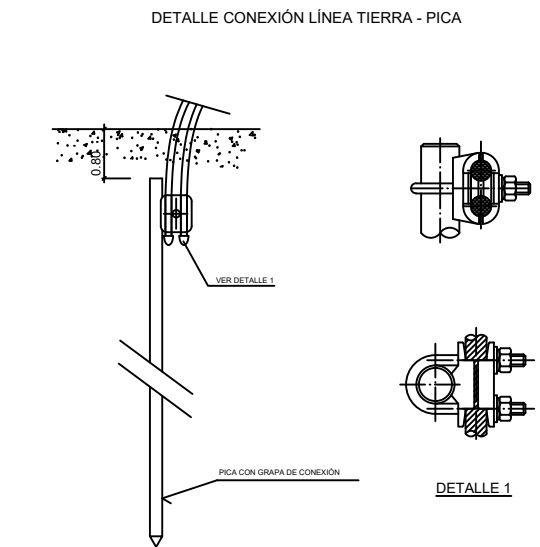 DETALLE CONEXIÓN LÍNEA TIERRA - PICA
0.80
VER DETALLE 1
PICA CON GRAPA DE CONEXIÓN
DETALLE 1